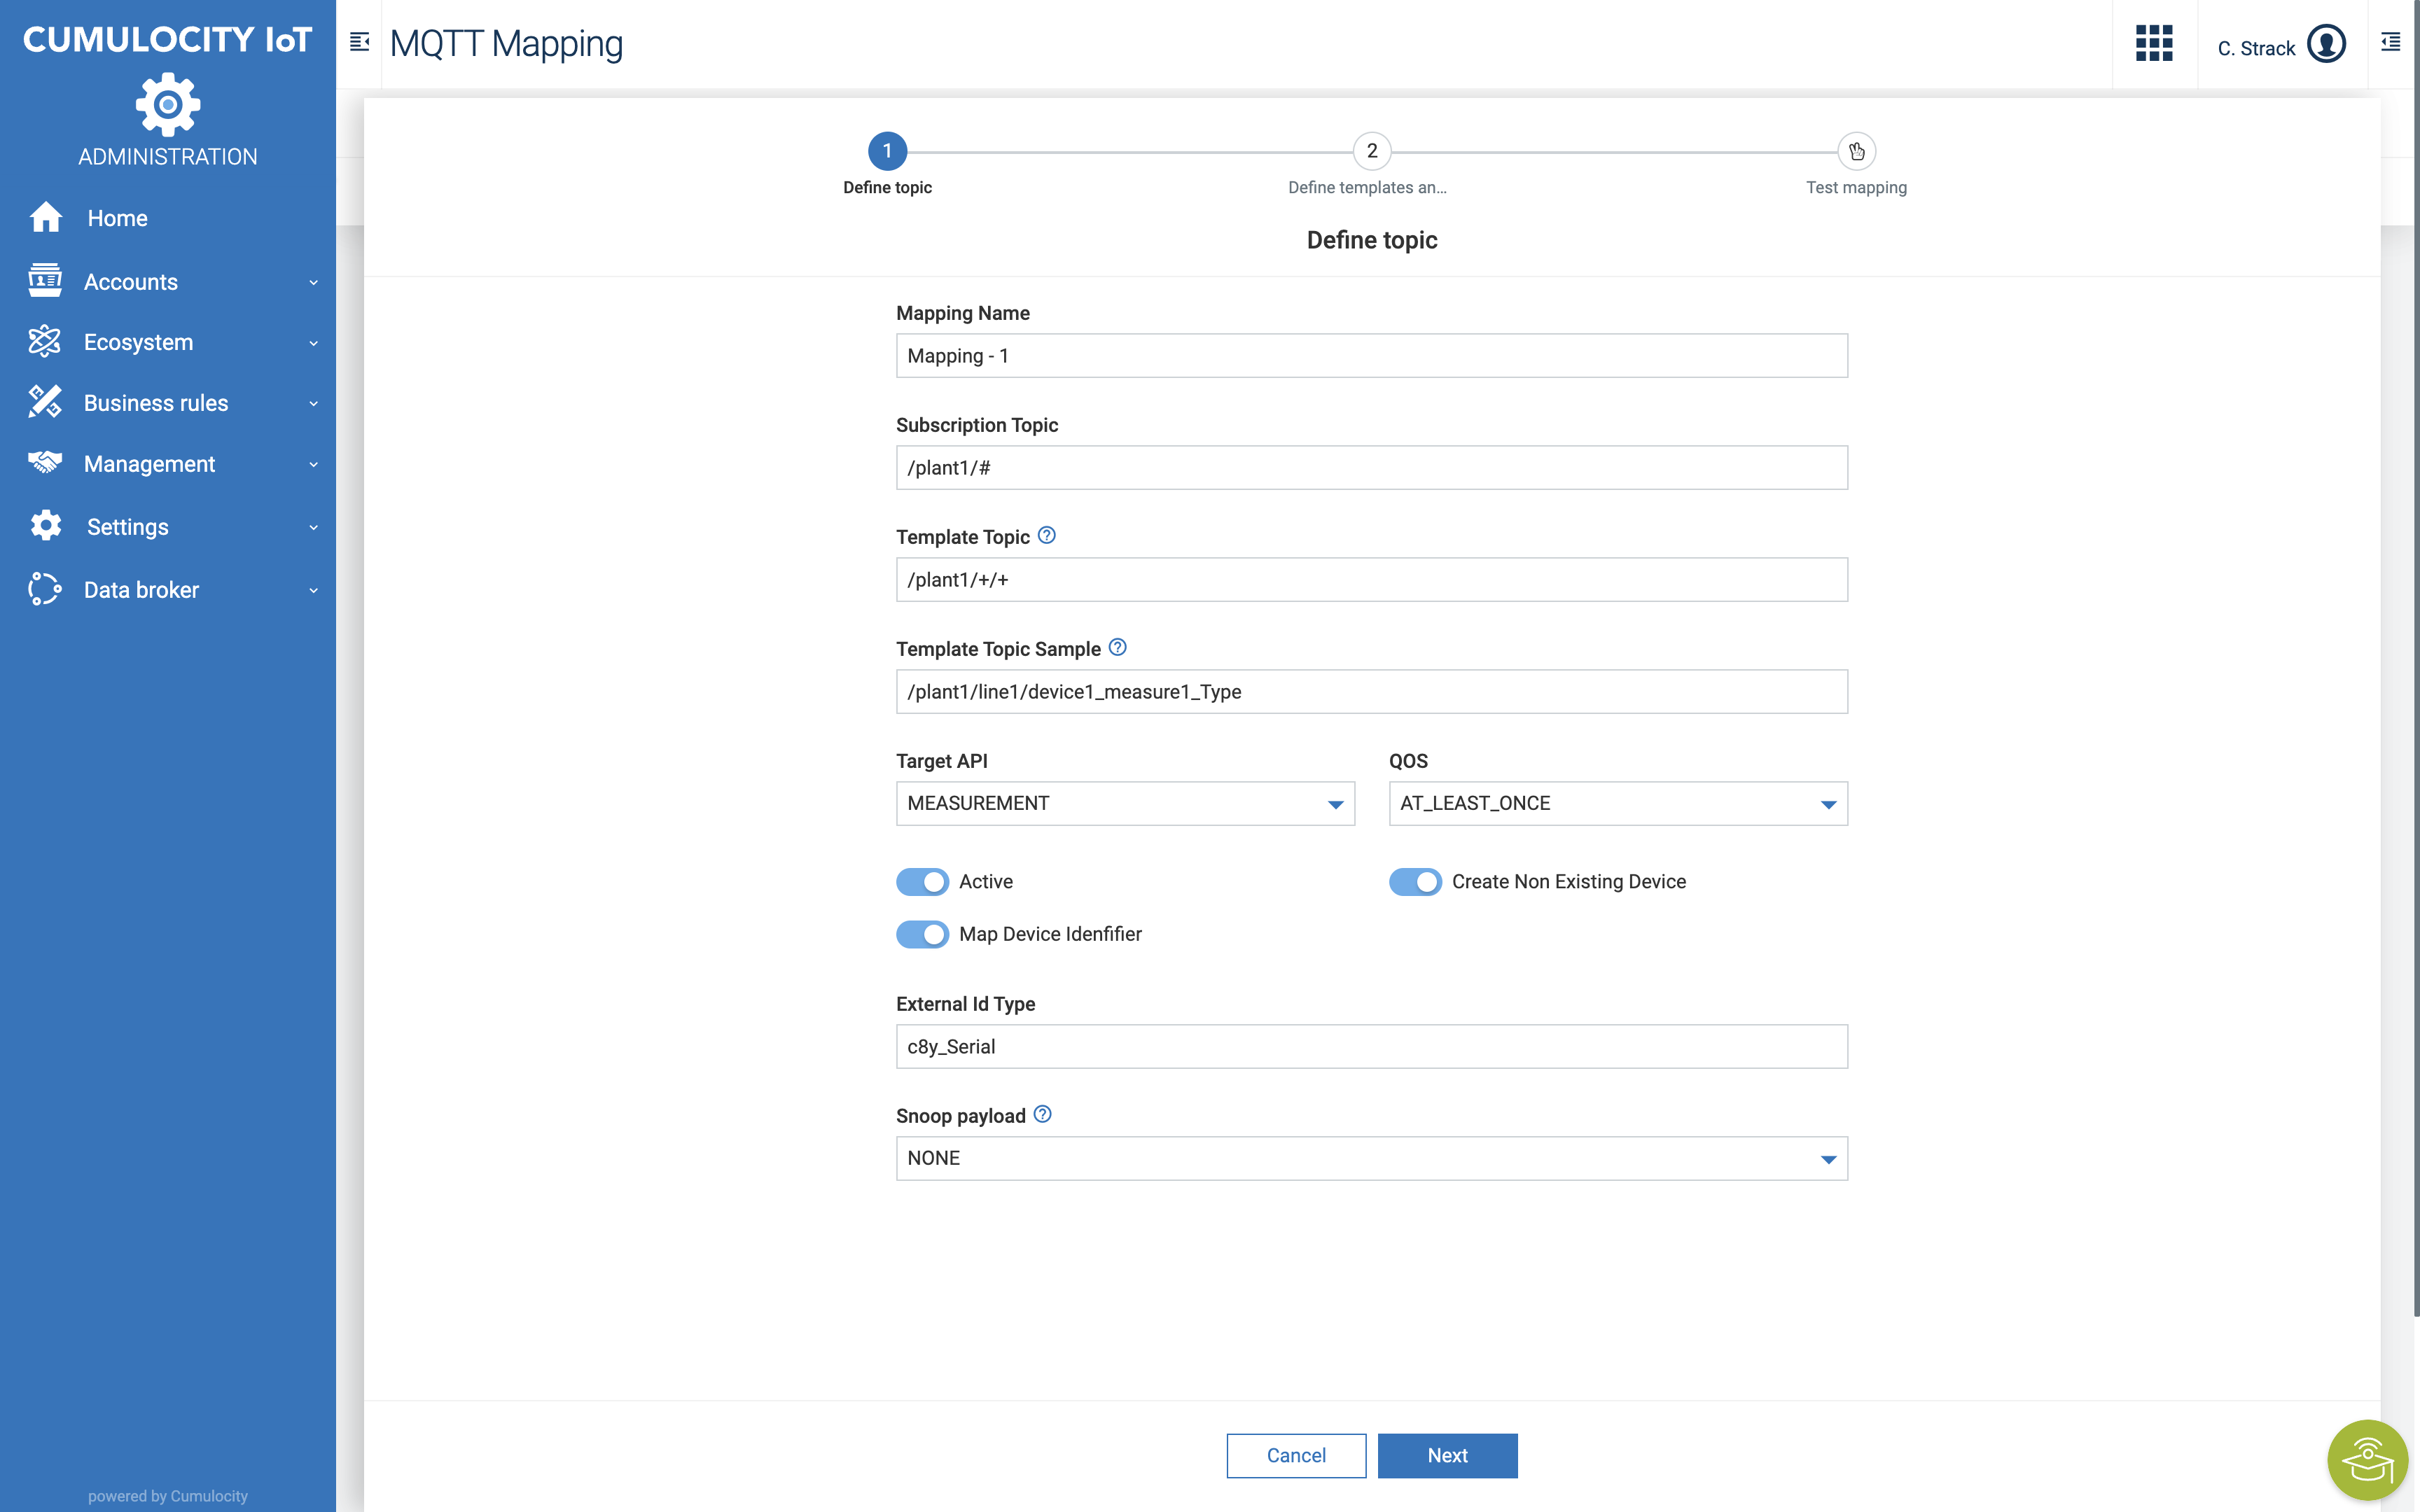 CUMULOCITY IoT
ADMINISTRATION
Home
Accounts
Ecosystem
Business rules
Management
Settings
Data broker
powered by Cumulocity
MQTT Mapping
C. Strack
1
2
Define topic
Define templates an...
Test mapping
Define topic
Mapping Name
Mapping - 1
Subscription Topic
/plant1/#
Template Topic
/plant1/+/+
Template Topic Sample
/plant1/line1/device1_measure1_Type
Target API
QOS
MEASUREMENT
AT_LEAST_ONCE
Active
Create Non Existing Device
Map Device Idenfifier
External Id Type
c8y_Serial
Snoop payload
NONE
Cancel
Next